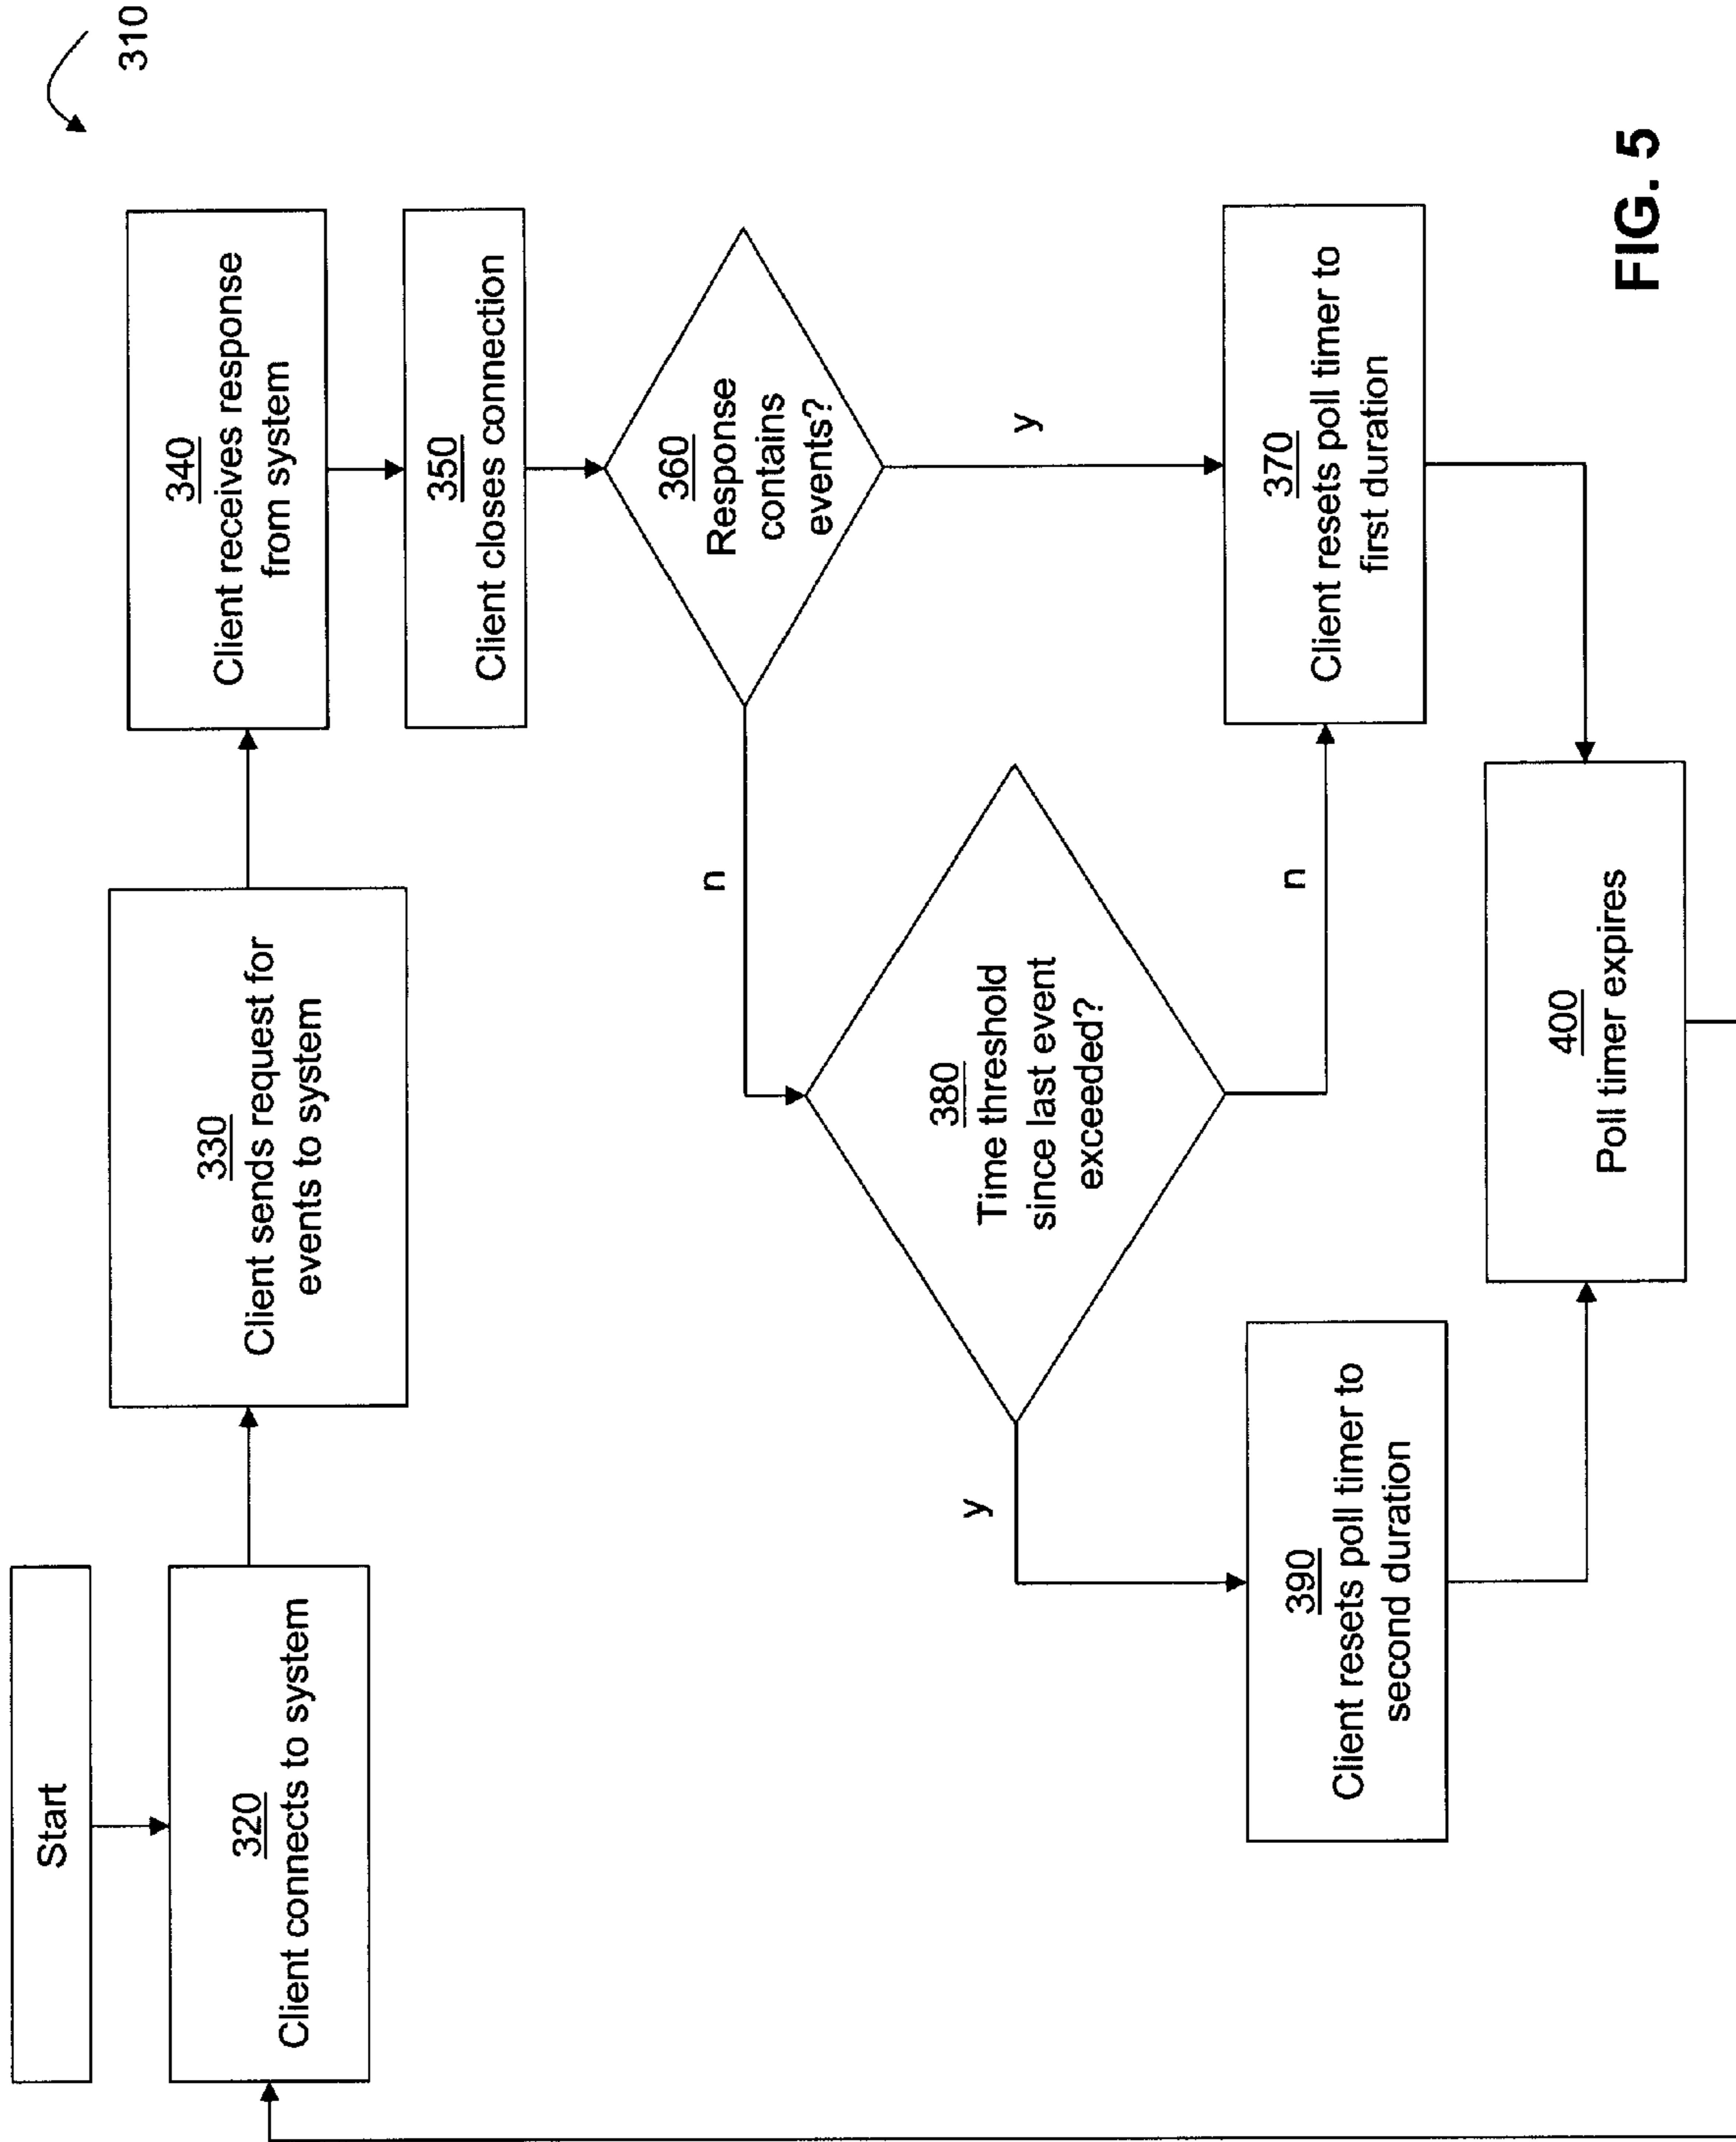 310
Start
320
Client connects to system
330
Client sends request for
events to system
340
Client receives response
from system
350
Client closes connection
360
Response
contains
events?
n
y
380
Time threshold
since last event
exceeded?
y
n
370
Client resets poll timer to
first duration
390
Client resets poll timer to
second duration
400
Poll timer expires
FIG. 5